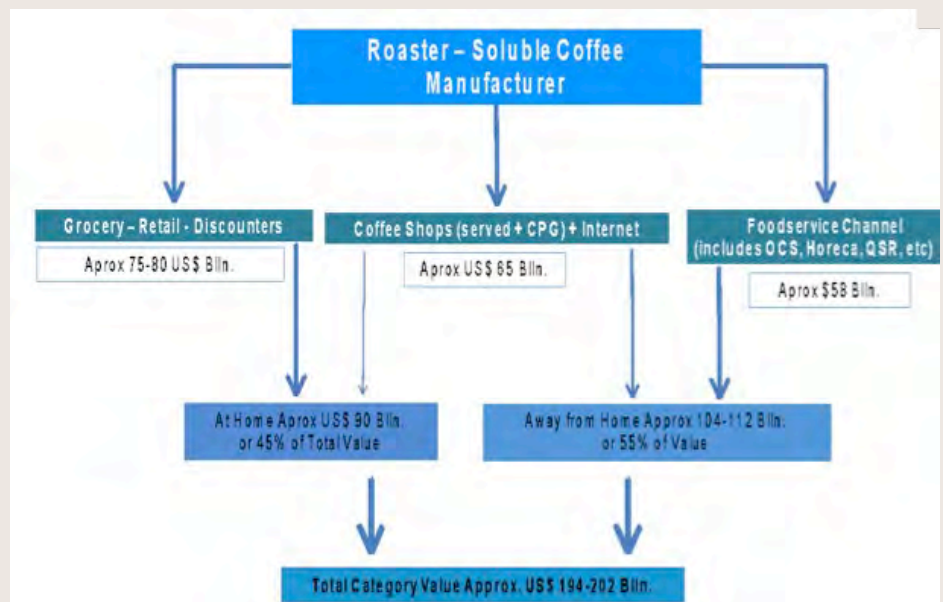 Roaster – Soluble Coffee
Manufacturer
Grocery – Retail - Discounters
Aprox 75-80 US$ Blln.
Coffee Shops (served + CPG) + Internet
Aprox US$ 65 Blln.
Foodservice Channel
(includes OCS, Horeca, QSR, etc)
Aprox $58 Blln.
At Home Aprox US$ 90 Blln.
or 45% of Total Value
Away from Home Approx 104-112 Blln.
or 55% of Value
Total Category Value Approx. US$ 194-202 Blln.